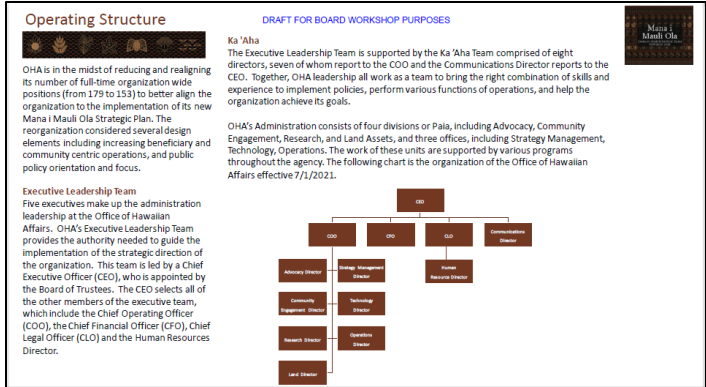 Operating Structure
DRAFT FOR BOARD WORKSHOP PURPOSES
Mana i
Mauli Ola
OHA is in the midst of reducing and realigning
its number of full-time organization wide
positions (from 179 to 153) to better align the
organization to the implementation of its new
Mana i Mauli Ola Strategic Plan. The
reorganization considered several design
elements including increasing beneficiary and
community centric operations, and public
policy orientation and focus.
Executive Leadership Team
Five executives make up the administration
leadership at the Office of Hawaiian
Affairs. OHA's Executive Leadership Team
provides the authority needed to guide the
implementation of the strategic direction of
the organization. This team is led by a Chief
Executive Officer (CEO), who is appointed by
the Board of Trustees. The CEO selects all of
the other members of the executive team,
which include the Chief Operating Officer
(COO), the Chief Financial Officer (CFO), Chief
Legal Officer (CLO) and the Human Resources
Director.
Ka 'Aha
The Executive Leadership Team is supported by the Ka 'Aha Team comprised of eight
directors, seven of whom report to the COO and the Communications Director reports to the
CEO. Together, OHA leadership all work as a team to bring the right combination of skills and
experience to implement policies, perform various functions of operations, and help the
organization achieve its goals.
OHA's Administration consists of four divisions or Paia, including Advocacy, Community
Engagement, Research, and Land Assets, and three offices, including Strategy Management,
Technology, Operations. The work of these units are supported by various programs
throughout the agency. The following chart is the organization of the Office of Hawaiian
Affairs effective 7/1/2021.
CEO
COO
CFO
CLO
Communications
Director
Advocacy Director
Strategy Management
Director
Human
Resource Director
Community
Engagement Director
Technology
Director
Research Director
Operations
Director
Land Director